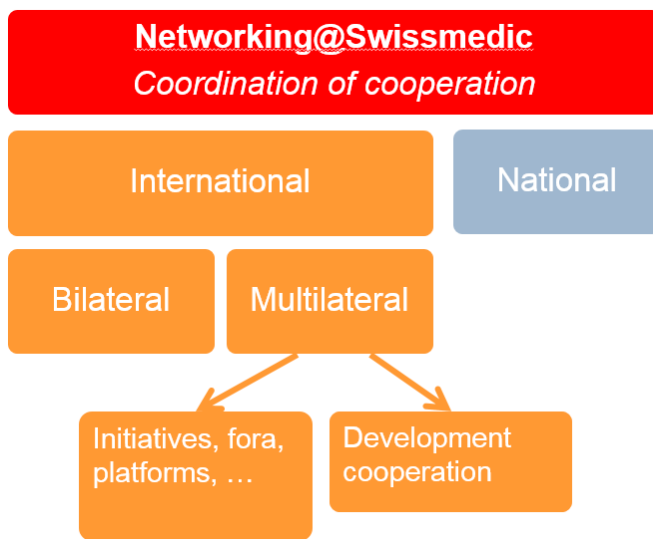 Networking@Swissmedic
Coordination of cooperation
International
National
Bilateral
Multilateral
Initiatives, fora,
platforms, …
Development
cooperation